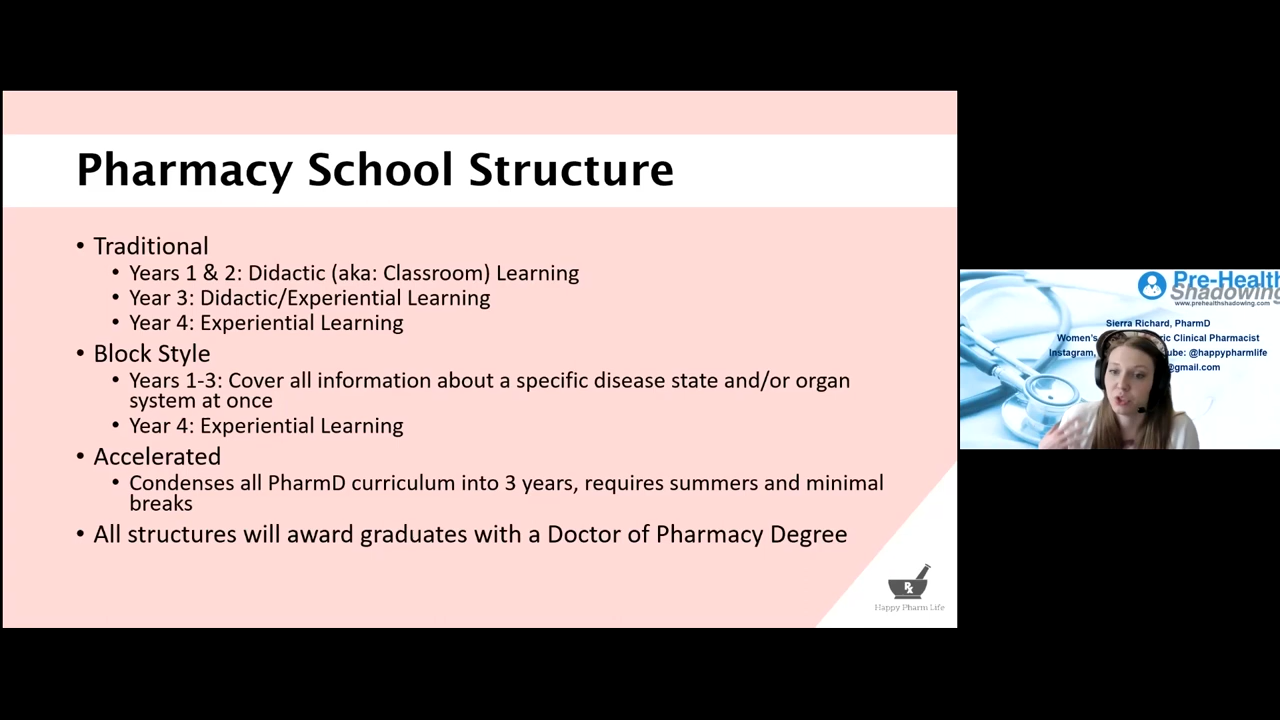 Pharmacy School Structure
• Traditional
• Years 1 & 2: Didactic (aka: Classroom) Learning
• Year 3: Didactic/Experiential Learning
• Year 4: Experiential Learning
• Block Style
• Years 1-3: Cover all information about a specific disease state and/or organ
system at once
• Year 4: Experiential Learning
• Accelerated
• Condenses all PharmD curriculum into 3 years, requires summers and minimal
breaks
• All structures will award graduates with a Doctor of Pharmacy Degree
Rx
Happy Pharm Life
Pre-Health
Shadowing
www.prehealthshadowing.com
Sierra Richard, PharmD
Women's Clinical Pharmacist
Instagram, @happypharmlife
@gmail.com